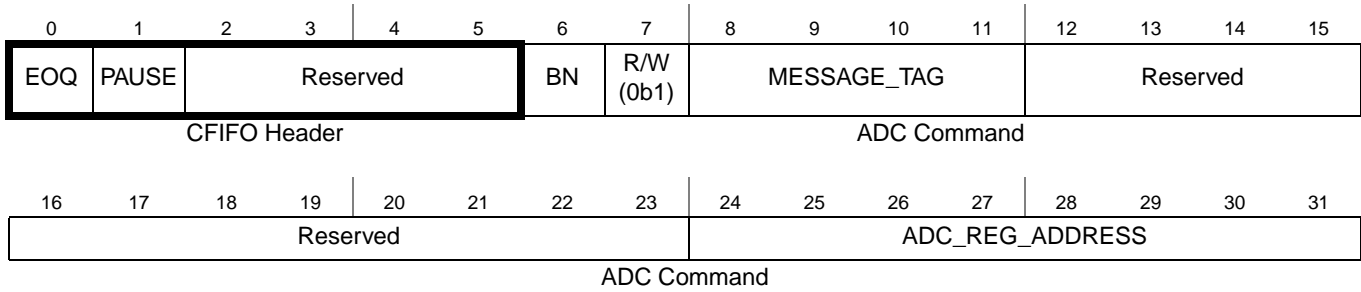 0 1 2 3 4 5 6 7 8 9 10 11 12 13 14 15
EOQ PAUSE Reserved BN R/W (0b1) MESSAGE_TAG Reserved
CFIFO Header ADC Command
16 17 18 19 20 21 22 23 24 25 26 27 28 29 30 31
Reserved ADC_REG_ADDRESS
ADC Command